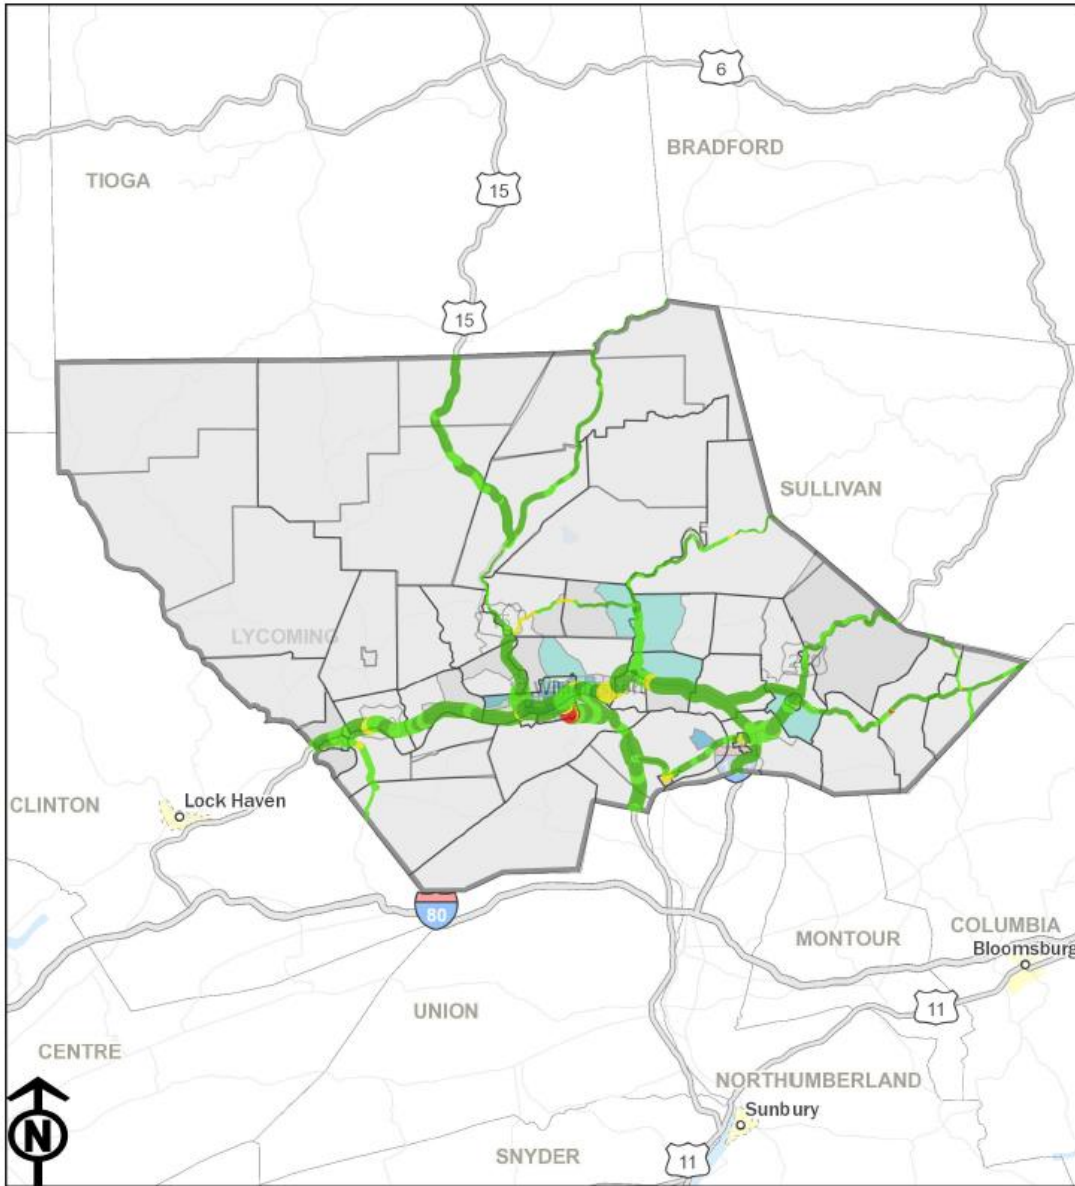 6
BRADFORD
TIOGA
15
15
SULLIVAN
LYCOMING
CLINTON
Lock Haven
80
COLUMBIA
MONTOUR
Bloomsburg
11
UNION
CENTRE
NORTHUMBERLAND
Sunbury
N
SNYDER
11